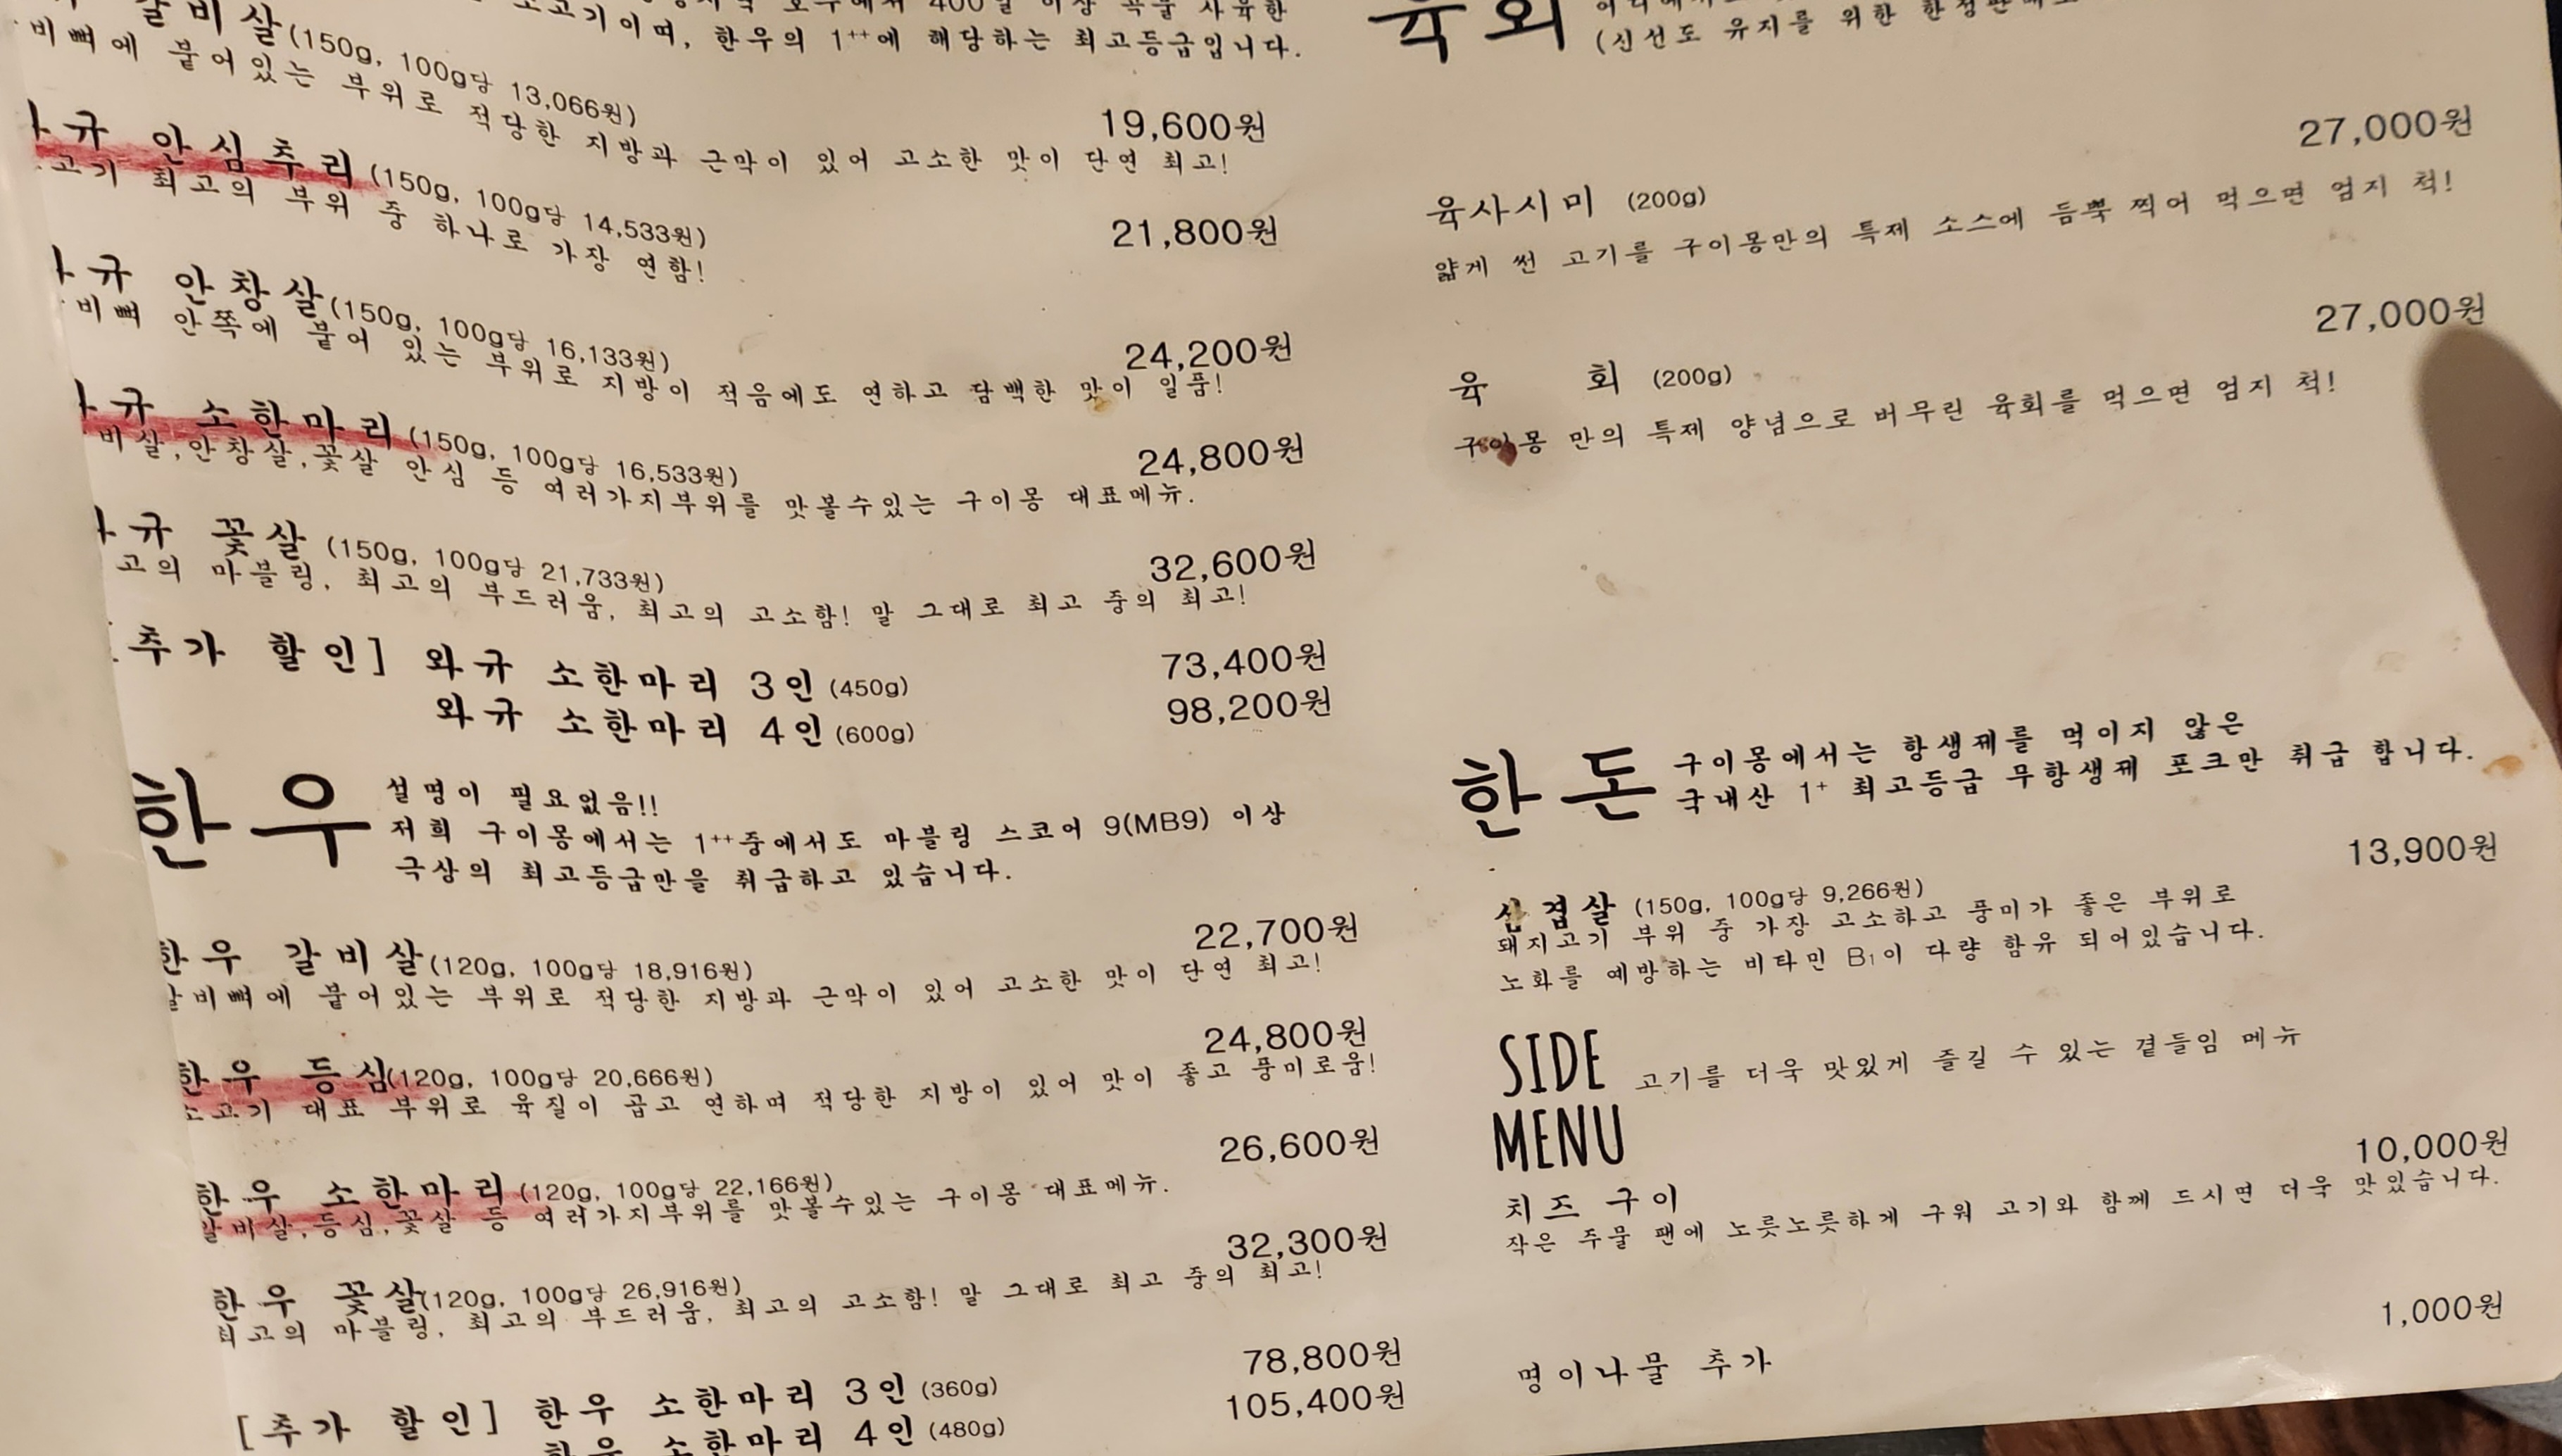 갈비살(150g, 100g당 13,066원)
비뼈에 붙어있는 부위로 적당한 지방과 근막이 있어 고소한 맛이 단연 최고!
소고기이며, 한우의 1++에 해당하는 최고등급입니다.
19,600원
규 안심추리(150g, 100g당 14,533원)
고기 최고의 부위 중 하나로 가장 연함!
21,800원
규 안창살(150g, 100g당 16,133원)
비뼈 안쪽에 붙어 있는 부위로 지방이 적음에도 연하고 담백한 맛이 일품!
24,200원
규 소한마리(150g, 100g당 16,533원)
비살,안창살,꽃살 안심 등 여러가지부위를 맛볼수있는 구이몽 대표메뉴.
24,800원
규 꽃살 (150g, 100g당 21,733원)
고의 마블링, 최고의 부드러움, 최고의 고소함! 말 그대로 최고 중의 최고!
32,600원
추가 할인] 와규 소한마리 3인(450g) 73,400원
와규 소한마리 4인(600g) 98,200원
한우 설명이 필요없음!!
저희 구이몽에서는 1++중에서도 마블링 스코어 9(MB9) 이상
극상의 최고등급만을 취급하고 있습니다.
한우 갈비살(120g, 100g당 18,916원) 22,700원
갈비뼈에 붙어있는 부위로 적당한 지방과 근막이 있어 고소한 맛이 단연 최고!
한우 등심(120g, 100g당 20,666원) 24,800원
소고기 대표 부위로 육질이 곱고 연하며 적당한 지방이 있어 맛이 좋고 풍미로움!
한우 소한마리(120g, 100g당 22,166원) 26,600원
갈비살,등심,꽃살 등 여러가지부위를 맛볼수있는 구이몽 대표메뉴.
한우 꽃살(120g, 100g당 26,916원) 32,300원
최고의 마블링, 최고의 부드러움, 최고의 고소함! 말 그대로 최고 중의 최고!
[추가 할인] 한우 소한마리 3인(360g) 78,800원
한우 소한마리 4인(480g) 105,400원
육회
(신선도 유지를 위한
27,000원
육사시미 (200g)
얇게 썬 고기를 구이몽만의 특제 소스에 듬뿍 찍어 먹으면 엄지 척!
27,000원
육 회 (200g)
구이몽 만의 특제 양념으로 버무린 육회를 먹으면 엄지 척!
한돈 구이몽에서는 항생제를 먹이지 않은
국내산 1+ 최고등급 무항생제 포크만 취급 합니다.
13,900원
삼겹살 (150g, 100g당 9,266원)
돼지고기 부위 중 가장 고소하고 풍미가 좋은 부위로
노화를 예방하는 비타민 B1이 다량 함유 되어있습니다.
SIDE MENU 고기를 더욱 맛있게 즐길 수 있는 곁들임 메뉴
10,000원
치즈 구이
작은 주물 팬에 노릇노릇하게 구워 고기와 함께 드시면 더욱 맛있습니다.
1,000원
명이나물 추가